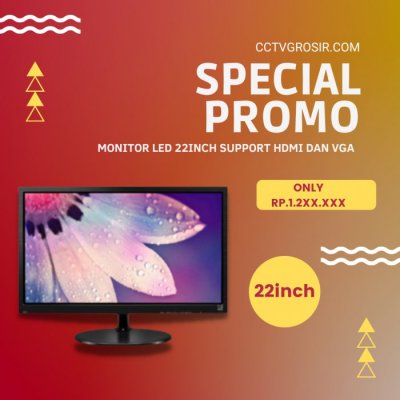 CCTVGROSIR.COM
SPECIAL
PROMO
MONITOR LED 22INCH SUPPORT HDMI DAN VGA
ONLY
RP.1.2XX.XXX
22inch